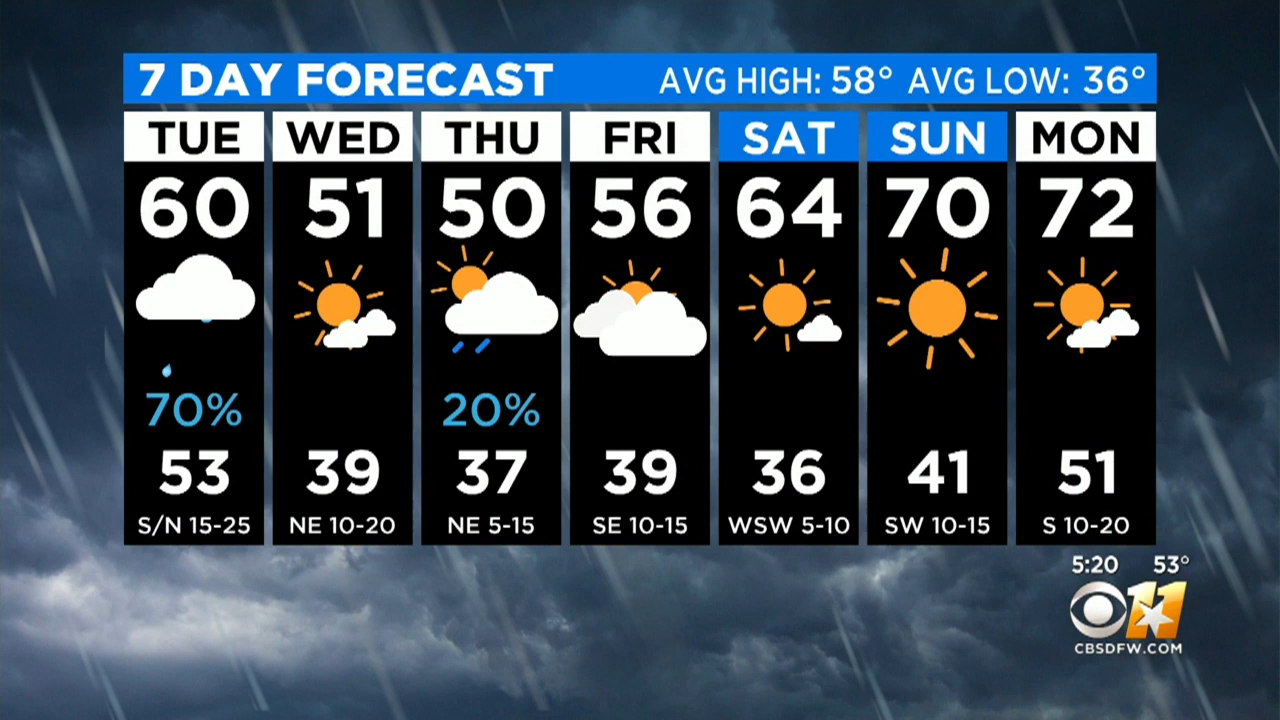 7 DAY FORECAST AVG HIGH: 58° AVG LOW: 36°
TUE WED THU FRI SAT SUN MON
60 51 50 56 64 70 72
70% 20%
53 39 37 39 36 41 51
S/N 15-25 NE 10-20 NE 5-15 SE 10-15 WSW 5-10 SW 10-15 S 10-20
5:20 53°
11
CBSDFW.COM